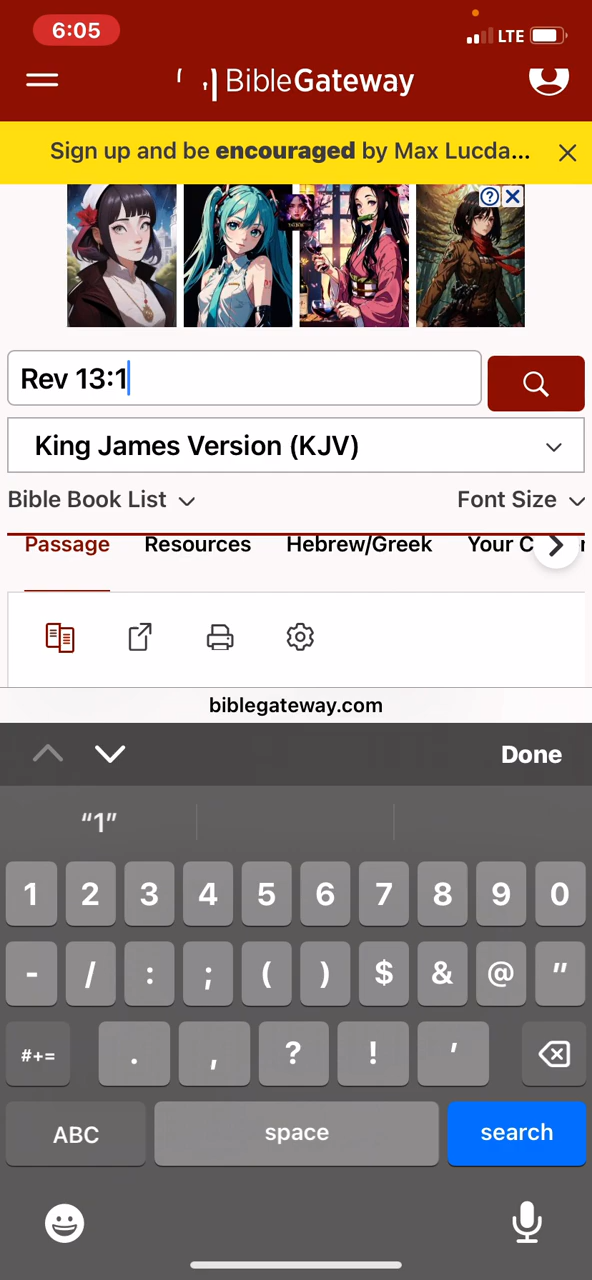 6:05
LTE
BibleGateway
Sign up and be encouraged by Max Lucda...
Rev 13:1
King James Version (KJV)
Bible Book List
Font Size
Passage Resources Hebrew/Greek Your C
biblegateway.com
Done
“1”
1 2 3 4 5 6 7 8 9 0
- / : ; ( ) $ & @ "
#+= . , ? ! '
ABC space search